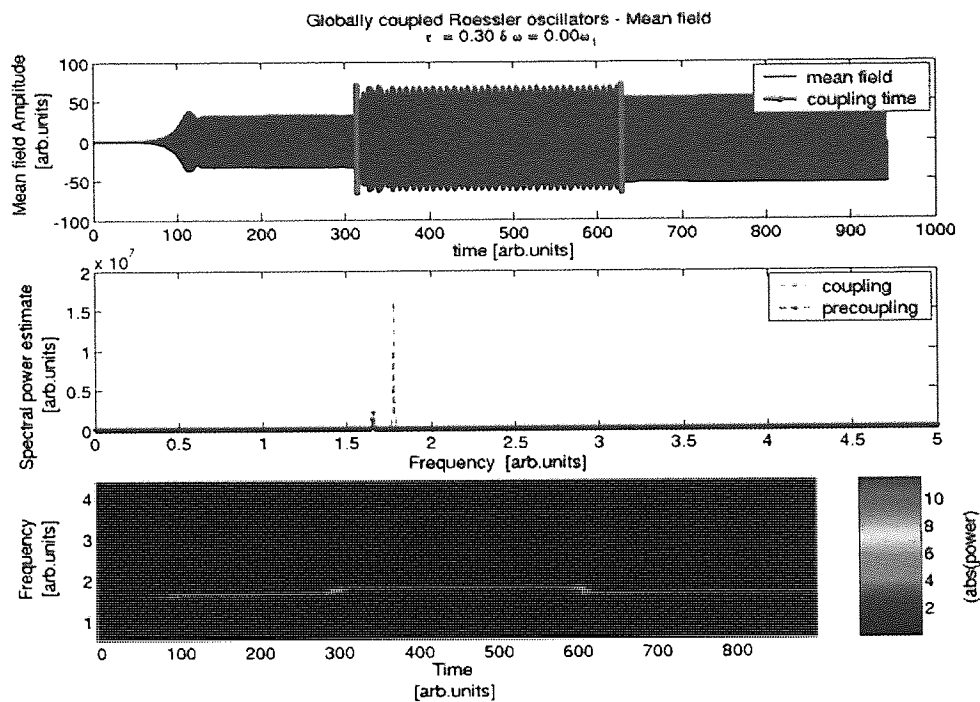 Globally coupled Roessler oscillators - Mean field
τ = 0.30 δ ω = 0.00ω₁
Mean field Amplitude
[arb.units]
100
50
0
-50
-100
mean field
coupling time
0 100 200 300 400 500 600 700 800 900 1000
time [arb.units]
x 10⁷
Spectral power estimate
[arb.units]
2
1.5
1
0.5
0
coupling
precoupling
0 0.5 1 1.5 2 2.5 3 3.5 4 4.5 5
Frequency [arb.units]
Frequency
[arb.units]
4
3
2
1
0 100 200 300 400 500 600 700 800
Time
[arb.units]
10
8
6
4
2
(abs(power)